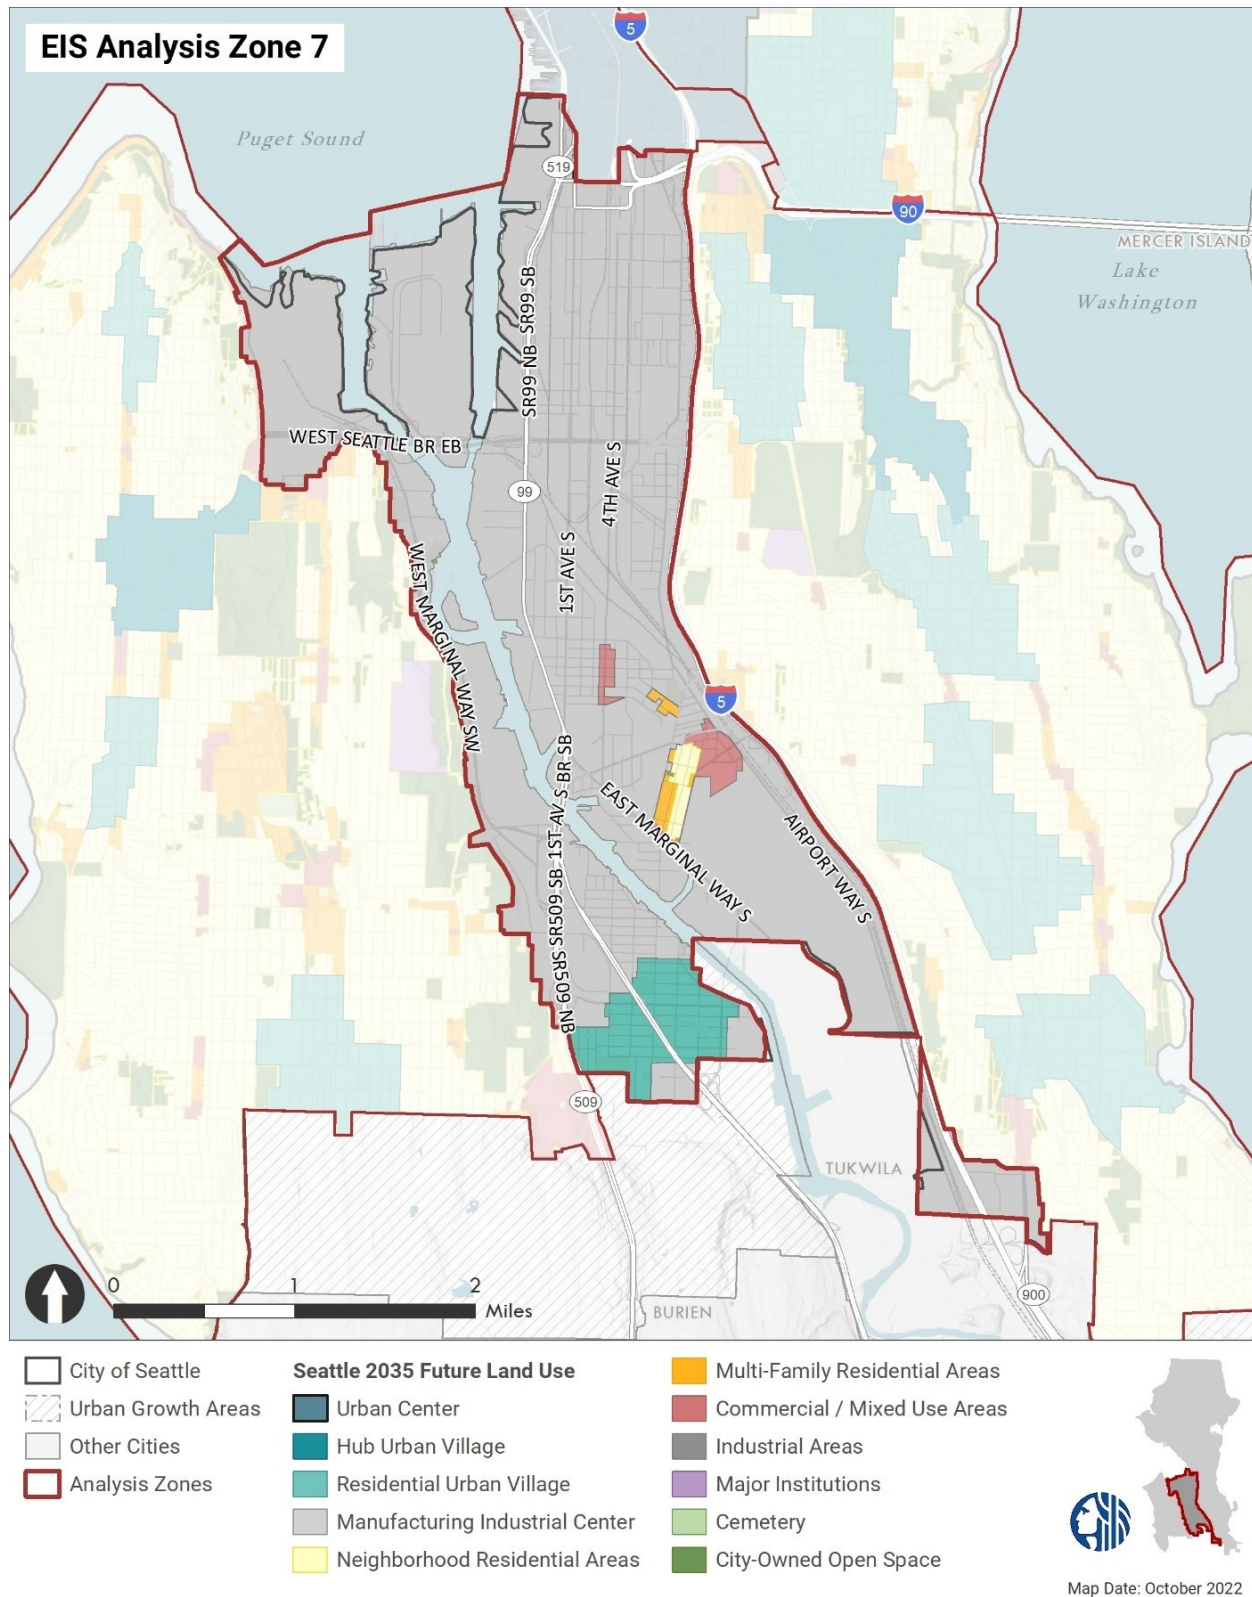 EIS Analysis Zone 7
5
Puget Sound
519
90
MERCER ISLAND
Lake
Washington
SR99 NB SR99 SB
WEST SEATTLE BR EB
4TH AVE S
99
1ST AVE S
WEST MARGINAL WAY SW
5
1ST AV S BR SB
EAST MARGINAL WAY S
AIRPORT WAY S
SR509 SB
SR509 NB
509
TUKWILA
900
BURIEN
0 1 2
Miles
City of Seattle
Urban Growth Areas
Other Cities
Analysis Zones
Seattle 2035 Future Land Use
Urban Center
Hub Urban Village
Residential Urban Village
Manufacturing Industrial Center
Neighborhood Residential Areas
Multi-Family Residential Areas
Commercial / Mixed Use Areas
Industrial Areas
Major Institutions
Cemetery
City-Owned Open Space
Map Date: October 2022